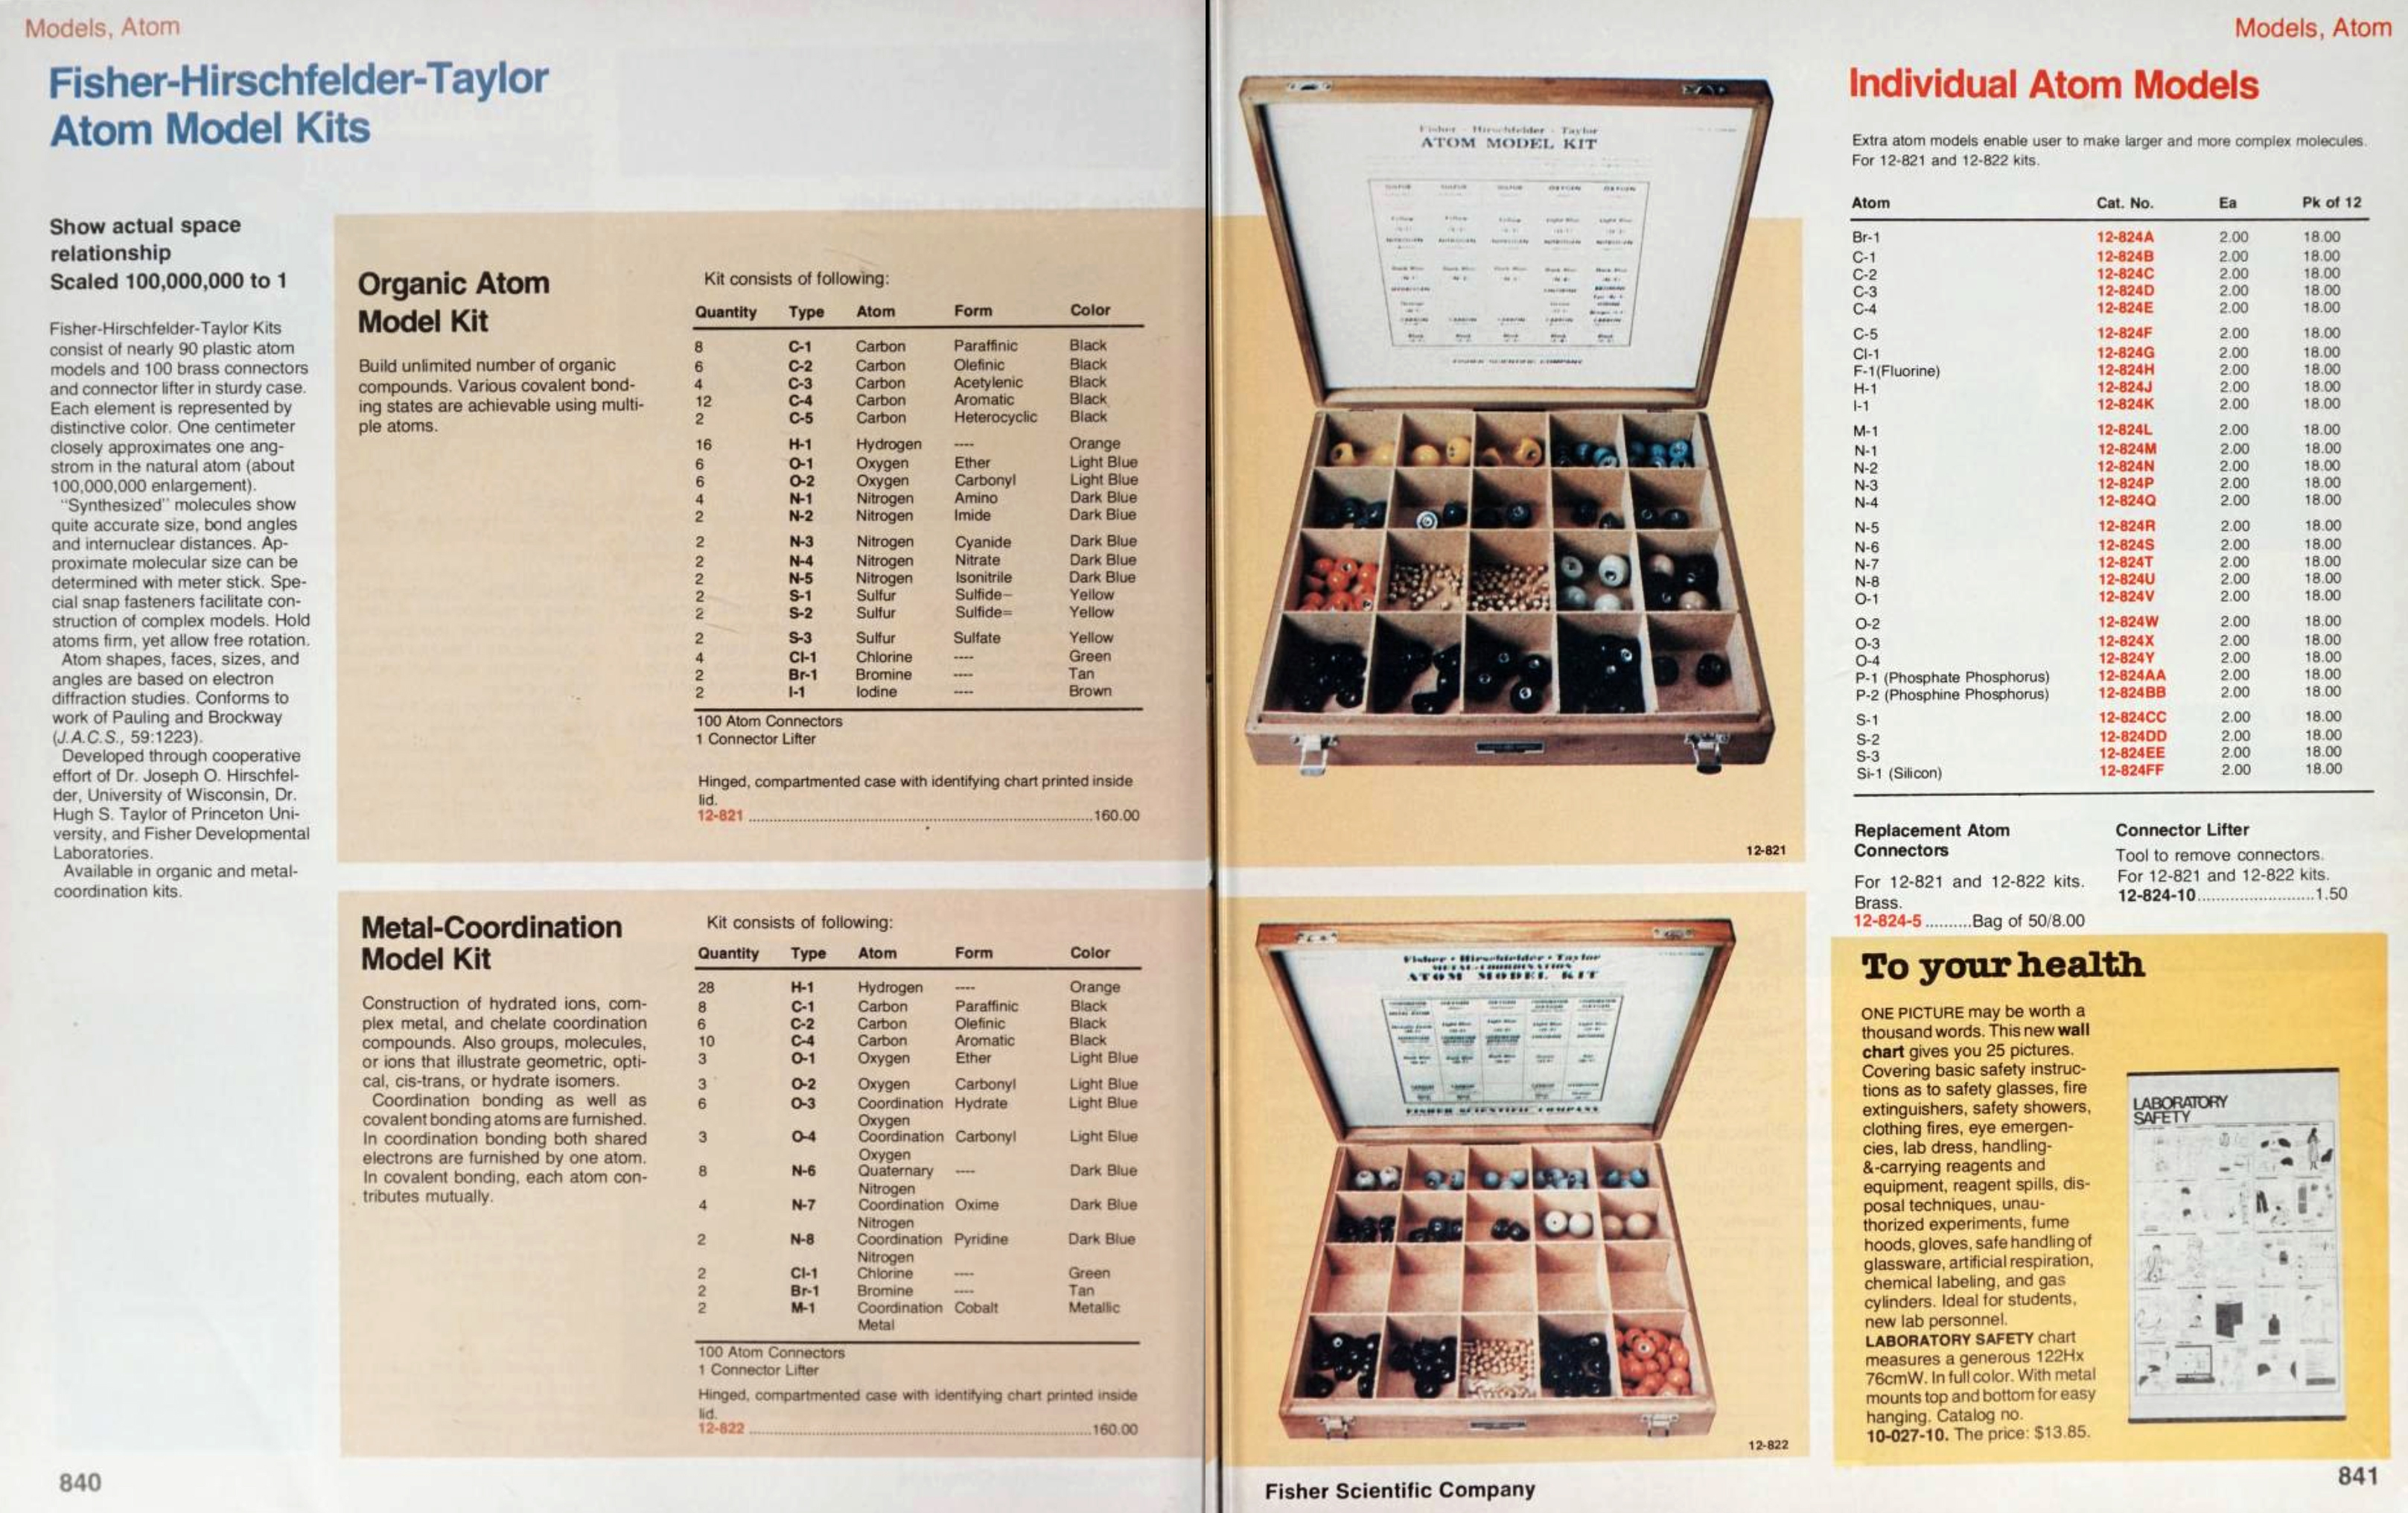 Models, Atom
Fisher-Hirschfelder-Taylor
Atom Model Kits
Show actual space
relationship
Scaled 100,000,000 to 1
Fisher-Hirschfelder-Taylor Kits
consist of nearly 90 plastic atom
models and 100 brass connectors
and connector lifter in sturdy case.
Each element is represented by
distinctive color. One centimeter
closely approximates one ang-
strom in the natural atom (about
100,000,000 enlargement).
"Synthesized" molecules show
quite accurate size, bond angles
and internuclear distances. Ap-
proximate molecular size can be
determined with meter stick. Spe-
cial snap fasteners facilitate con-
struction of complex models. Hold
atoms firm, yet allow free rotation.
Atom shapes, faces, sizes, and
angles are based on electron
diffraction studies. Conforms to
work of Pauling and Brockway
(J.A.C.S., 59:1223).
Developed through cooperative
effort of Dr. Joseph O. Hirschfel-
der, University of Wisconsin, Dr.
Hugh S. Taylor of Princeton Uni-
versity, and Fisher Developmental
Laboratories.
Available in organic and metal-
coordination kits.
Organic Atom
Model Kit
Build unlimited number of organic
compounds. Various covalent bond-
ing states are achievable using multi-
ple atoms.
Kit consists of following:
Quantity Type Atom Form Color
8 C-1 Carbon Paraffinic Black
6 C-2 Carbon Olefinic Black
4 C-3 Carbon Acetylenic Black
12 C-4 Carbon Aromatic Black
2 C-5 Carbon Heterocyclic Black
16 H-1 Hydrogen ---- Orange
6 O-1 Oxygen Ether Light Blue
6 O-2 Oxygen Carbonyl Light Blue
4 N-1 Nitrogen Amino Dark Blue
2 N-2 Nitrogen Imide Dark Blue
2 N-3 Nitrogen Cyanide Dark Blue
2 N-4 Nitrogen Nitrate Dark Blue
2 N-5 Nitrogen Isonitrile Dark Blue
2 S-1 Sulfur Sulfide- Yellow
2 S-2 Sulfur Sulfide= Yellow
2 S-3 Sulfur Sulfate Yellow
4 Cl-1 Chlorine ---- Green
2 Br-1 Bromine ---- Tan
2 I-1 Iodine ---- Brown
100 Atom Connectors
1 Connector Lifter
Hinged, compartmented case with identifying chart printed inside
lid.
12-821 ........ 160.00
Metal-Coordination
Model Kit
Construction of hydrated ions, com-
plex metal, and chelate coordination
compounds. Also groups, molecules,
or ions that illustrate geometric, opti-
cal, cis-trans, or hydrate isomers.
Coordination bonding as well as
covalent bonding atoms are furnished.
In coordination bonding both shared
electrons are furnished by one atom.
In covalent bonding, each atom con-
tributes mutually.
Kit consists of following:
Quantity Type Atom Form Color
28 H-1 Hydrogen ---- Orange
8 C-1 Carbon Paraffinic Black
6 C-2 Carbon Olefinic Black
10 C-4 Carbon Aromatic Black
3 O-1 Oxygen Ether Light Blue
3 O-2 Oxygen Carbonyl Light Blue
6 O-3 Coordination Hydrate Light Blue
Oxygen
3 O-4 Coordination Carbonyl Light Blue
Oxygen
8 N-6 Quaternary ---- Dark Blue
Nitrogen
4 N-7 Coordination Oxime Dark Blue
Nitrogen
2 N-8 Coordination Pyridine Dark Blue
Nitrogen
2 Cl-1 Chlorine ---- Green
2 Br-1 Bromine ---- Tan
2 M-1 Coordination Cobalt Metallic
Metal
100 Atom Connectors
1 Connector Lifter
Hinged, compartmented case with identifying chart printed inside
lid.
12-822 ........ 160.00
840
Models, Atom
Fisher - Hirschfelder - Taylor
ATOM MODEL KIT
FISHER SCIENTIFIC COMPANY
12-821
Fisher • Hirschfelder • Taylor
METAL-COORDINATION
ATOM MODEL KIT
FISHER SCIENTIFIC COMPANY
12-822
Individual Atom Models
Extra atom models enable user to make larger and more complex molecules.
For 12-821 and 12-822 kits.
Atom Cat. No. Ea Pk of 12
Br-1 12-824A 2.00 18.00
C-1 12-824B 2.00 18.00
C-2 12-824C 2.00 18.00
C-3 12-824D 2.00 18.00
C-4 12-824E 2.00 18.00
C-5 12-824F 2.00 18.00
Cl-1 12-824G 2.00 18.00
F-1(Fluorine) 12-824H 2.00 18.00
H-1 12-824J 2.00 18.00
I-1 12-824K 2.00 18.00
M-1 12-824L 2.00 18.00
N-1 12-824M 2.00 18.00
N-2 12-824N 2.00 18.00
N-3 12-824P 2.00 18.00
N-4 12-824Q 2.00 18.00
N-5 12-824R 2.00 18.00
N-6 12-824S 2.00 18.00
N-7 12-824T 2.00 18.00
N-8 12-824U 2.00 18.00
O-1 12-824V 2.00 18.00
O-2 12-824W 2.00 18.00
O-3 12-824X 2.00 18.00
O-4 12-824Y 2.00 18.00
P-1 (Phosphate Phosphorus) 12-824AA 2.00 18.00
P-2 (Phosphine Phosphorus) 12-824BB 2.00 18.00
S-1 12-824CC 2.00 18.00
S-2 12-824DD 2.00 18.00
S-3 12-824EE 2.00 18.00
Si-1 (Silicon) 12-824FF 2.00 18.00
Replacement Atom
Connectors
For 12-821 and 12-822 kits.
Brass.
12-824-5 .........Bag of 50/8.00
Connector Lifter
Tool to remove connectors.
For 12-821 and 12-822 kits.
12-824-10........................1.50
To your health
ONE PICTURE may be worth a
thousand words. This new wall
chart gives you 25 pictures.
Covering basic safety instruc-
tions as to safety glasses, fire
extinguishers, safety showers,
clothing fires, eye emergen-
cies, lab dress, handling-
&-carrying reagents and
equipment, reagent spills, dis-
posal techniques, unau-
thorized experiments, fume
hoods, gloves, safe handling of
glassware, artificial respiration,
chemical labeling, and gas
cylinders. Ideal for students,
new lab personnel.
LABORATORY SAFETY chart
measures a generous 122Hx
76cmW. In full color. With metal
mounts top and bottom for easy
hanging. Catalog no.
10-027-10. The price: $13.85.
LABORATORY
SAFETY
Fisher Scientific Company
841